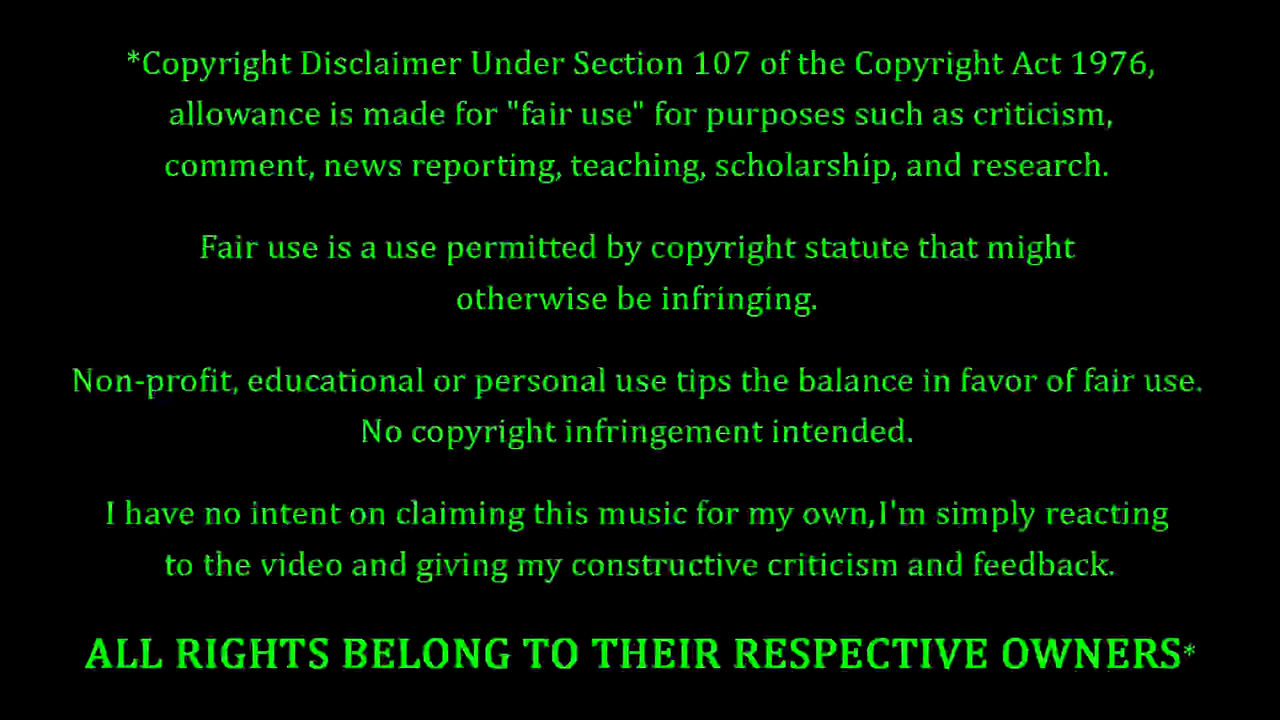 *Copyright Disclaimer Under Section 107 of the Copyright Act 1976,
allowance is made for "fair use" for purposes such as criticism,
comment, news reporting, teaching, scholarship, and research.
Fair use is a use permitted by copyright statute that might
otherwise be infringing.
Non-profit, educational or personal use tips the balance in favor of fair use.
No copyright infringement intended.
I have no intent on claiming this music for my own,I'm simply reacting
to the video and giving my constructive criticism and feedback.
ALL RIGHTS BELONG TO THEIR RESPECTIVE OWNERS*